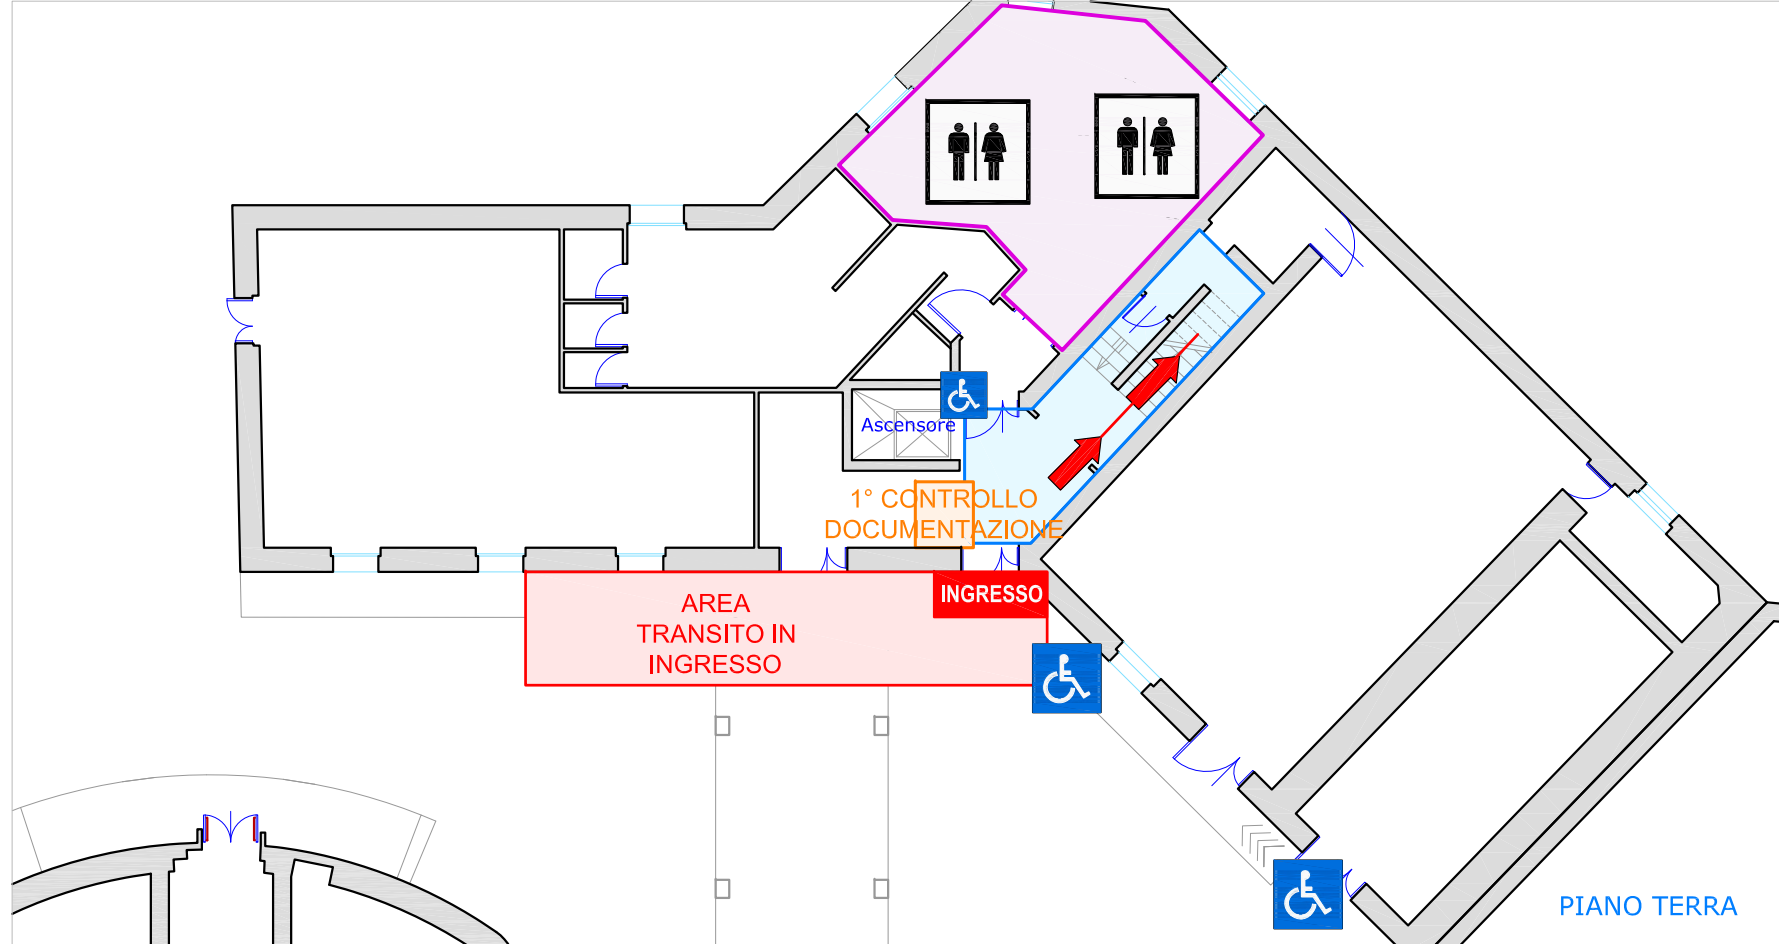 Ascensore
1° CONTROLLO
DOCUMENTAZIONE
INGRESSO
AREA
TRANSITO IN
INGRESSO
PIANO TERRA